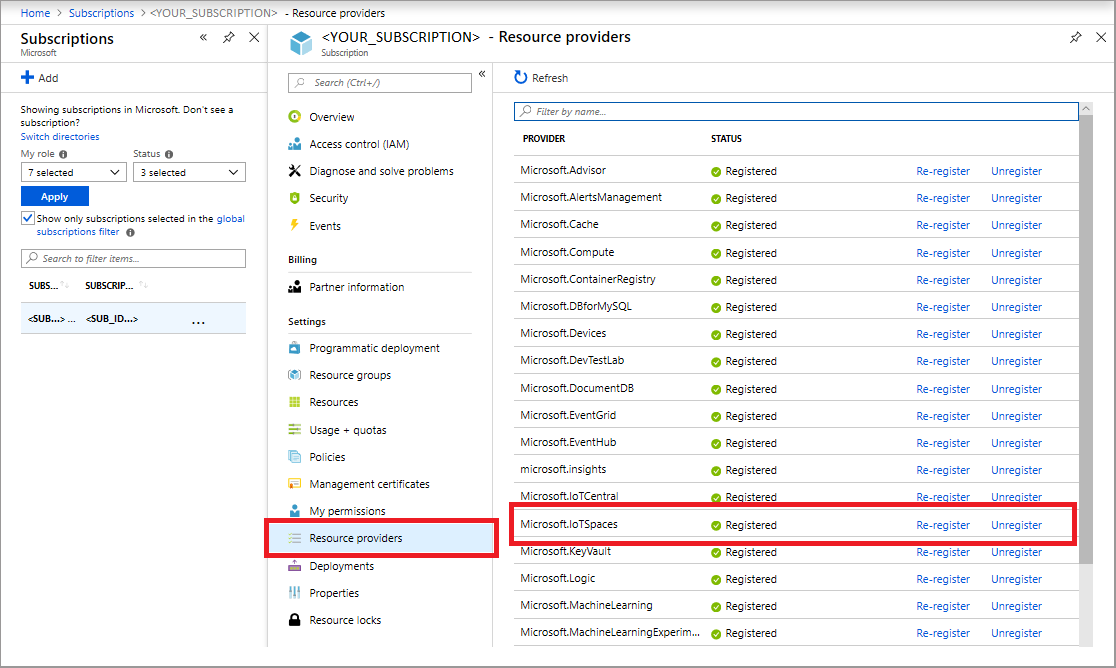 Home > Subscriptions > <YOUR_SUBSCRIPTION> - Resource providers
Subscriptions
Microsoft
Add
Showing subscriptions in Microsoft. Don't see a
subscription?
Switch directories
My role
Status
7 selected
3 selected
Apply
Show only subscriptions selected in the global
subscriptions filter
Search to filter items...
SUBS...
SUBSCRIP...
<SUB...> ...
<SUB_ID...>
...
<YOUR_SUBSCRIPTION> - Resource providers
Subscription
Search (Ctrl+/)
Overview
Access control (IAM)
Diagnose and solve problems
Security
Events
Billing
Partner information
Settings
Programmatic deployment
Resource groups
Resources
Usage + quotas
Policies
Management certificates
My permissions
Resource providers
Deployments
Properties
Resource locks
Refresh
Filter by name...
PROVIDER STATUS
Microsoft.Advisor Registered Re-register Unregister
Microsoft.AlertsManagement Registered Re-register Unregister
Microsoft.Cache Registered Re-register Unregister
Microsoft.Compute Registered Re-register Unregister
Microsoft.ContainerRegistry Registered Re-register Unregister
Microsoft.DBforMySQL Registered Re-register Unregister
Microsoft.Devices Registered Re-register Unregister
Microsoft.DevTestLab Registered Re-register Unregister
Microsoft.DocumentDB Registered Re-register Unregister
Microsoft.EventGrid Registered Re-register Unregister
Microsoft.EventHub Registered Re-register Unregister
microsoft.insights Registered Re-register Unregister
Microsoft.IoTCentral Registered Re-register Unregister
Microsoft.IoTSpaces Registered Re-register Unregister
Microsoft.KeyVault Registered Re-register Unregister
Microsoft.Logic Registered Re-register Unregister
Microsoft.MachineLearning Registered Re-register Unregister
Microsoft.MachineLearningExperim... Registered Re-register Unregister